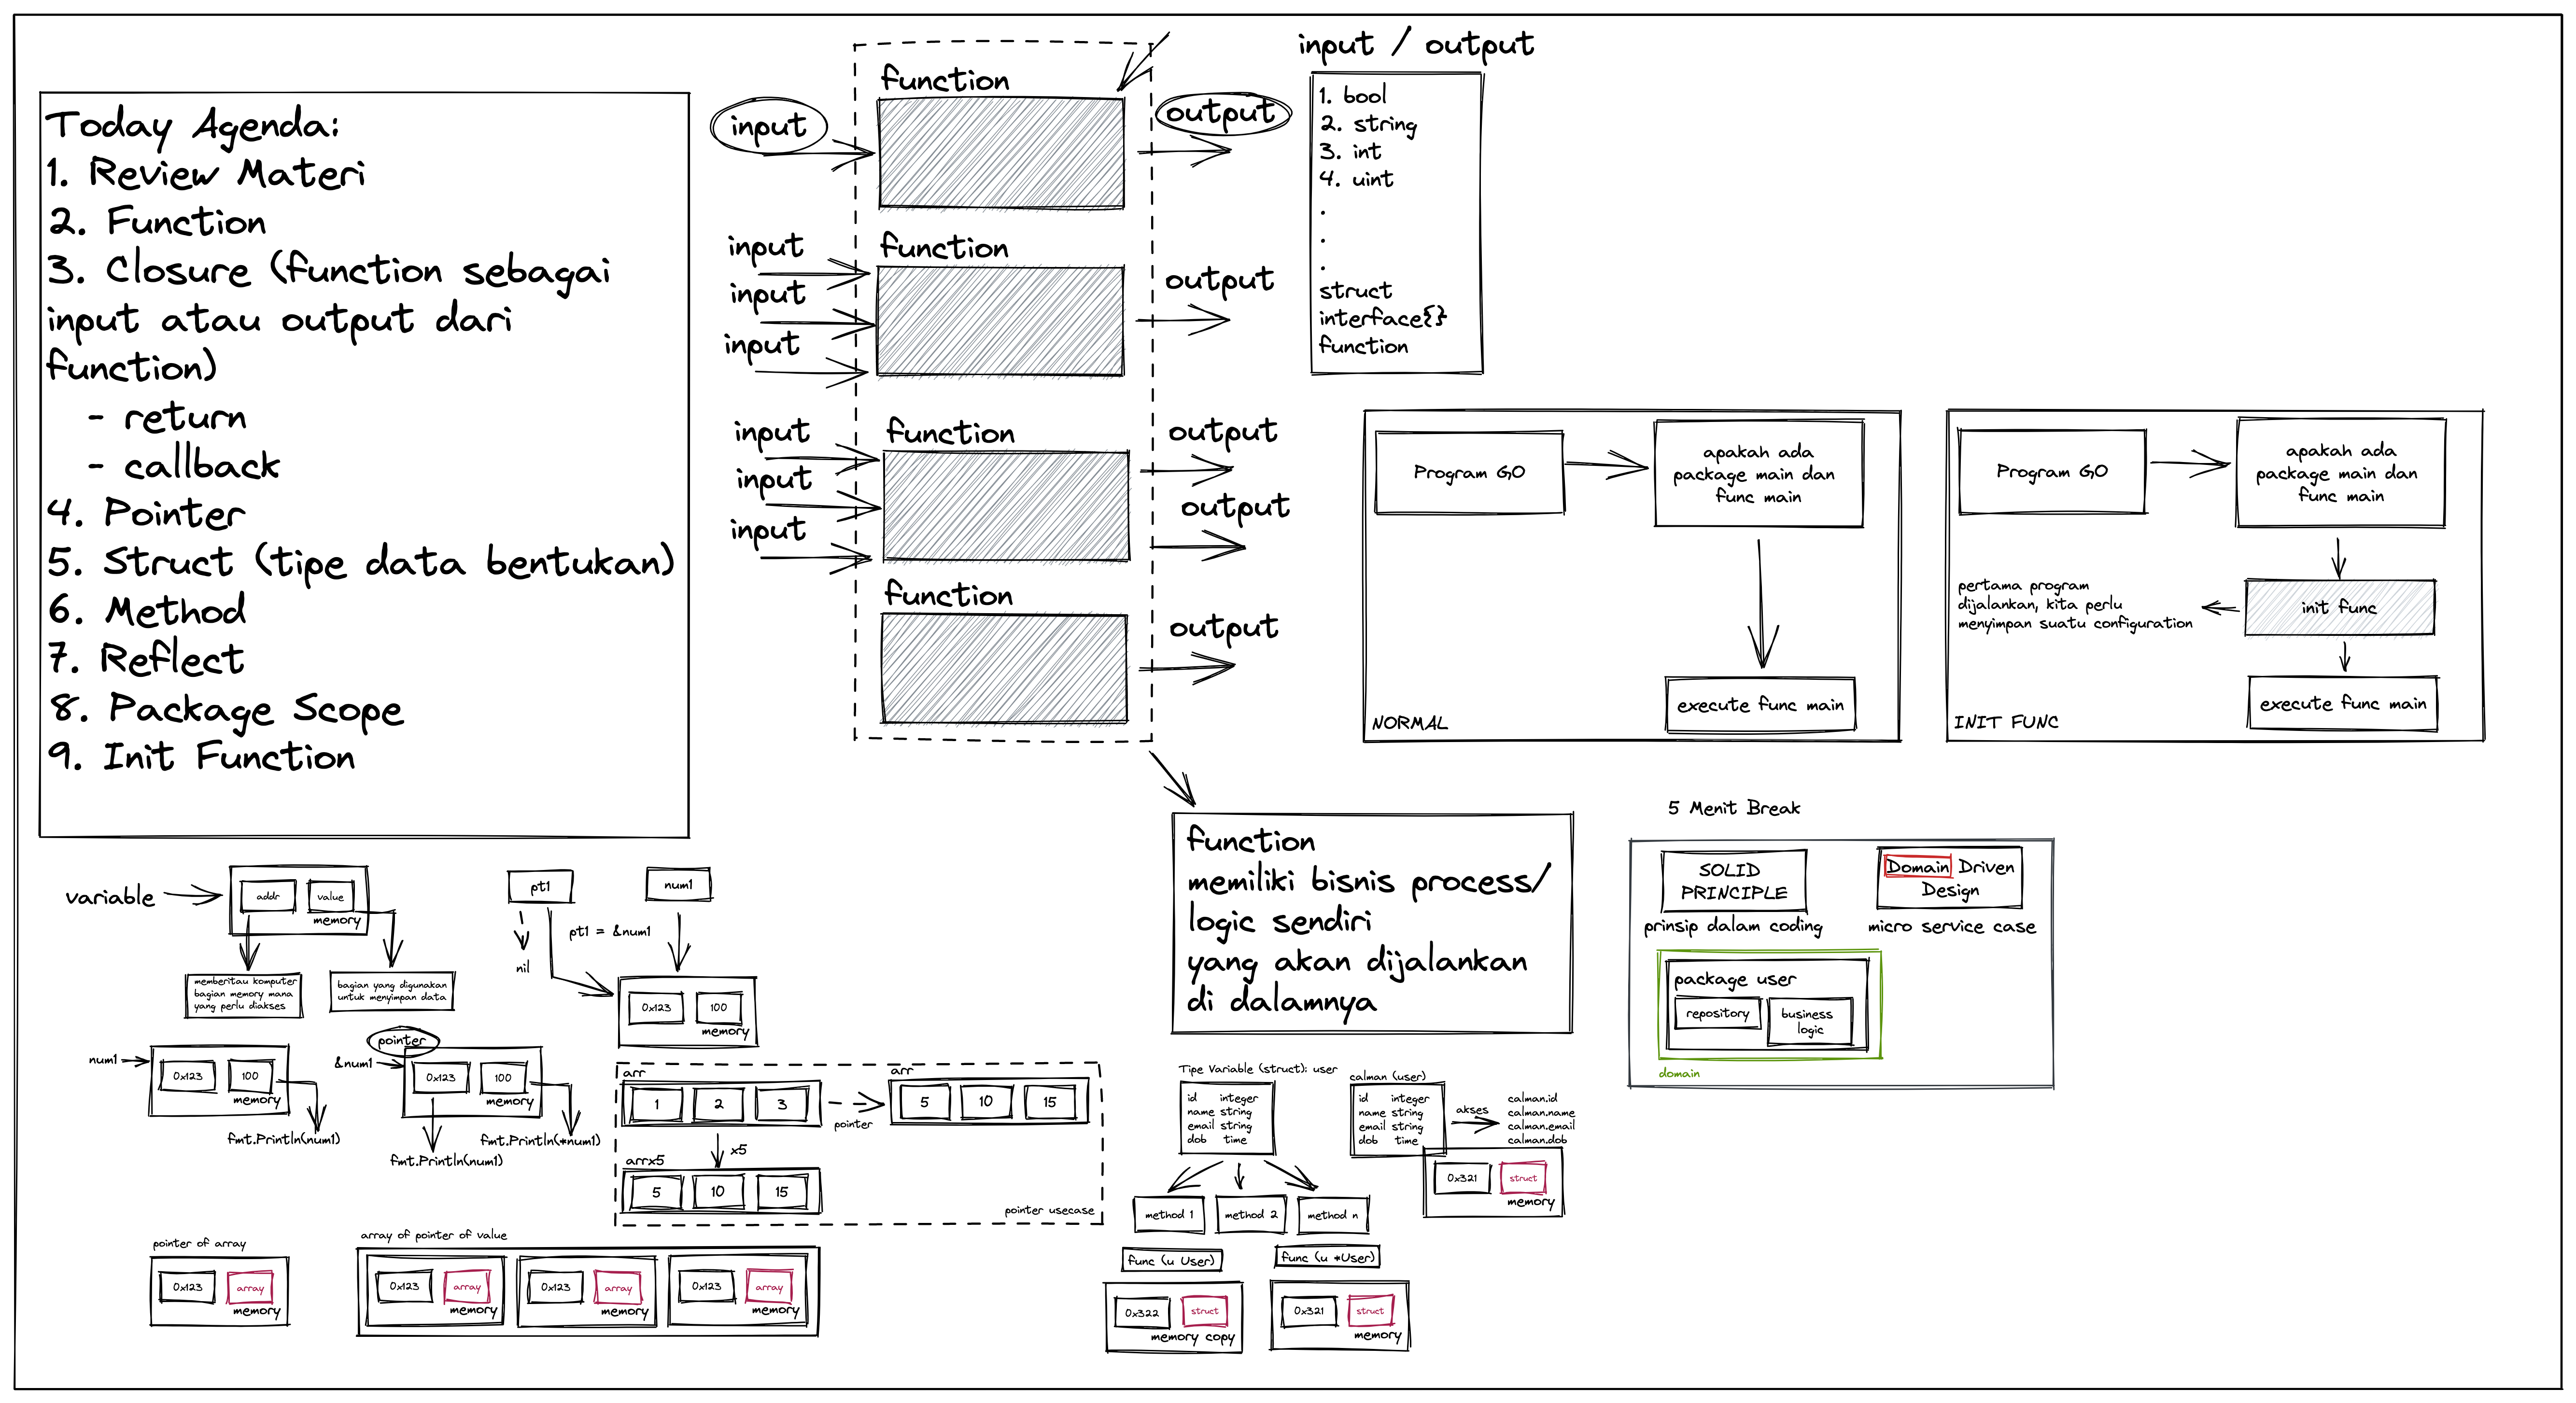 Today Agenda:
1. Review Materi
2. Function
3. Closure (function sebagai
input atau output dari
function)
- return
- callback
4. Pointer
5. Struct (tipe data bentukan)
6. Method
7. Reflect
8. Package Scope
9. Init Function
function
input
output
function
input
input
input
output
function
input
input
input
output
output
function
output
input / output
1. bool
2. string
3. int
4. uint
.
.
.
struct
interface{}
function
Program GO
apakah ada
package main dan
func main
execute func main
NORMAL
Program GO
apakah ada
package main dan
func main
pertama program
dijalankan, kita perlu
menyimpan suatu configuration
init func
execute func main
INIT FUNC
function
memiliki bisnis process/
logic sendiri
yang akan dijalankan
di dalamnya
5 Menit Break
SOLID
PRINCIPLE
prinsip dalam coding
Domain Driven
Design
micro service case
package user
repository
business
logic
domain
variable
addr
value
memory
memberitau komputer
bagian memory mana
yang perlu diakses
bagian yang digunakan
untuk menyimpan data
pt1
num1
pt1 = &num1
nil
0x123
100
memory
num1
0x123
100
memory
fmt.Println(num1)
pointer
&num1
0x123
100
memory
fmt.Println(num1)
fmt.Println(*num1)
arr
1
2
3
pointer
arr
5
10
15
x5
arrx5
5
10
15
pointer usecase
pointer of array
0x123
array
memory
array of pointer of value
0x123
array
memory
0x123
array
memory
0x123
array
memory
Tipe Variable (struct): user
id integer
name string
email string
dob time
method 1
method 2
method n
func (u User)
func (u *User)
0x322
struct
memory copy
0x321
struct
memory
calman (user)
id integer
name string
email string
dob time
akses
calman.id
calman.name
calman.email
calman.dob
0x321
struct
memory